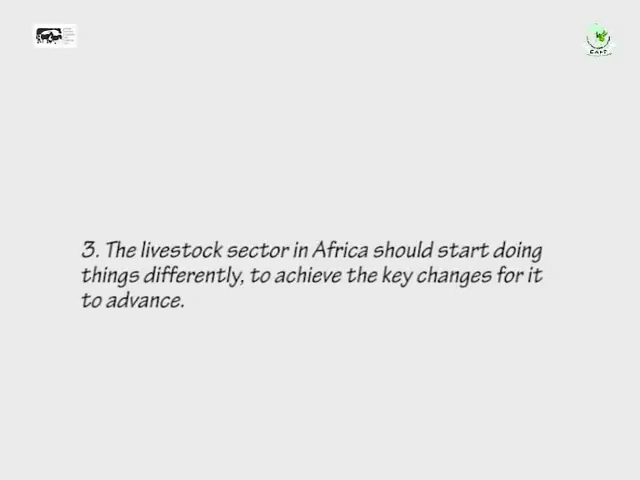 3. The livestock sector in Africa should start doing
things differently, to achieve the key changes for it
to advance.